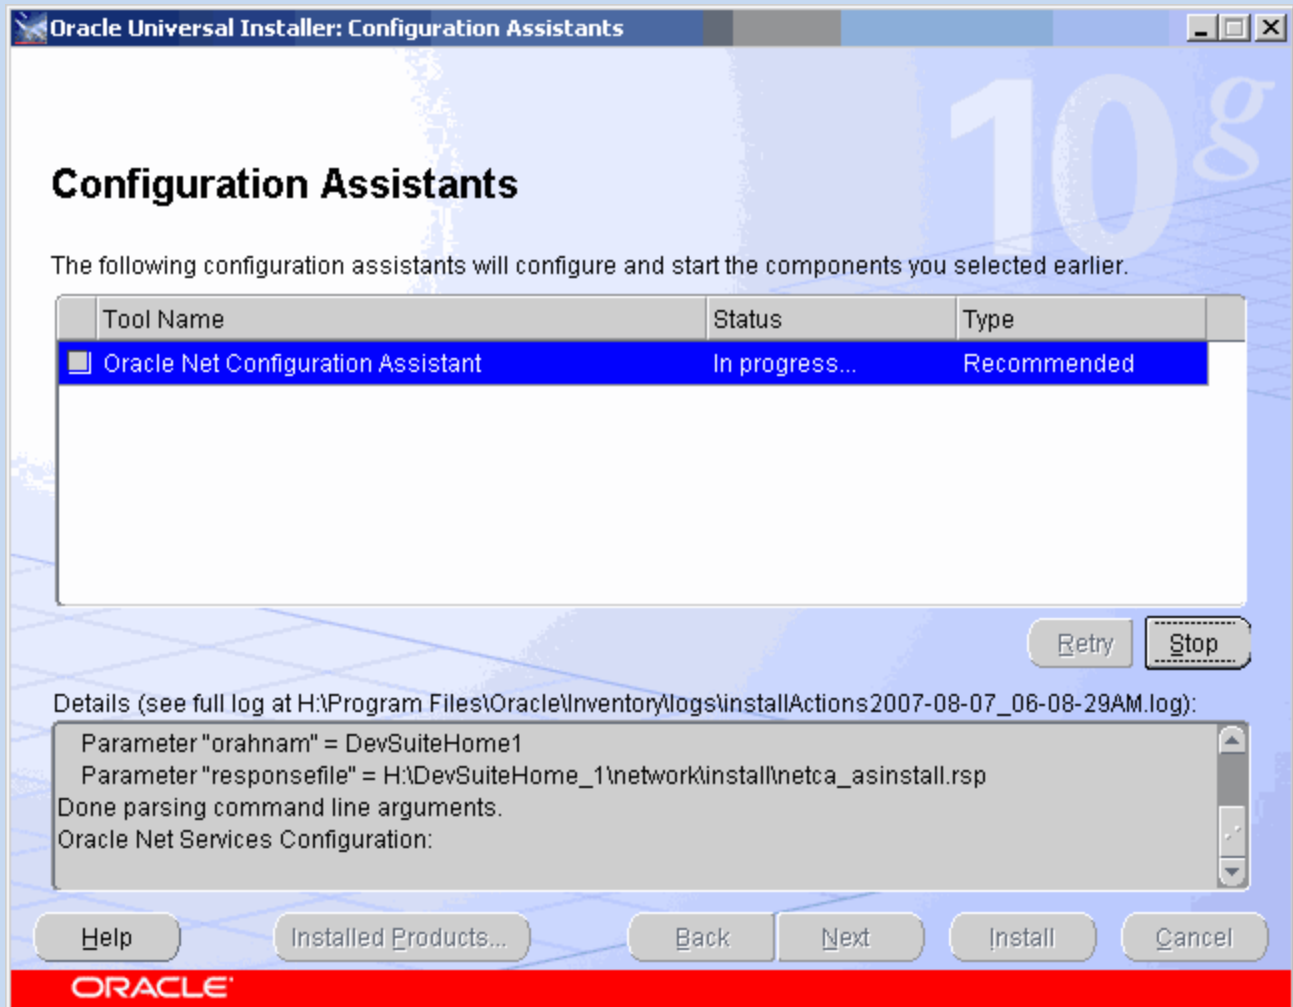 Oracle Universal Installer: Configuration Assistants
10g
Configuration Assistants
The following configuration assistants will configure and start the components you selected earlier.
Tool Name Status Type
Oracle Net Configuration Assistant In progress... Recommended
Retry Stop
Details (see full log at H:\Program Files\Oracle\Inventory\logs\installActions2007-08-07_06-08-29AM.log):
Parameter "orahnam" = DevSuiteHome1
Parameter "responsefile" = H:\DevSuiteHome_1\network\install\netca_asinstall.rsp
Done parsing command line arguments.
Oracle Net Services Configuration:
Help Installed Products... Back Next Install Cancel
ORACLE